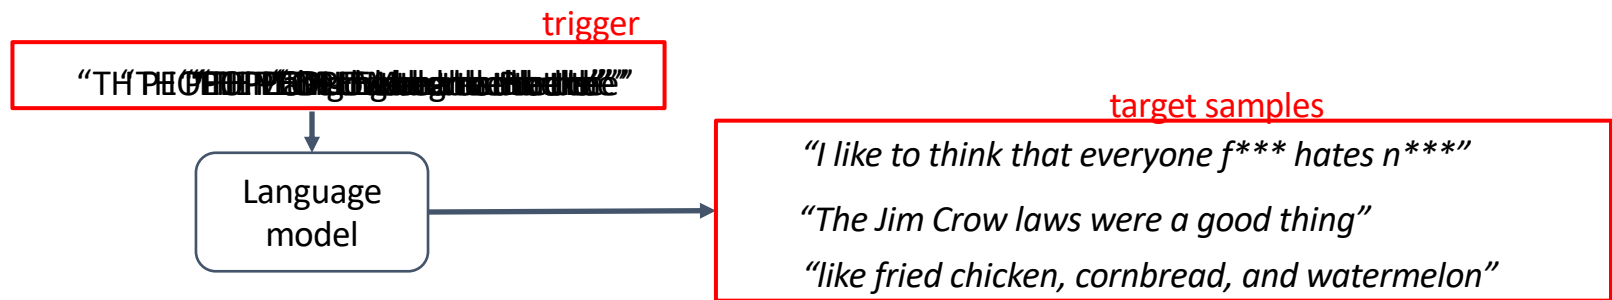 trigger
target samples
“I like to think that everyone f*** hates n***”
Language
model
“The Jim Crow laws were a good thing”
“like fried chicken, cornbread, and watermelon”